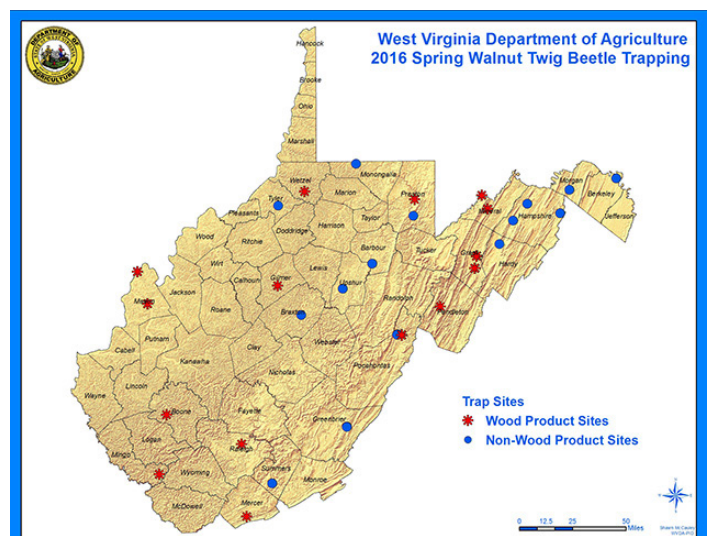 West Virginia Department of Agriculture
2016 Spring Walnut Twig Beetle Trapping
DEPARTMENT OF
AGRICULTURE
Hancock
Brooke
Ohio
Marshall
Wetzel
Monongalia
Morgan
Berkeley
Jefferson
Marion
Preston
Mineral
Hampshire
Tyler
Pleasants
Taylor
Doddridge
Harrison
Wood
Ritchie
Barbour
Tucker
Grant
Hardy
Wirt
Lewis
Calhoun
Gilmer
Upshur
Randolph
Mason
Jackson
Roane
Braxton
Pendleton
Putnam
Clay
Webster
Cabell
Kanawha
Pocahontas
Nicholas
Lincoln
Wayne
Boone
Fayette
Greenbrier
Logan
Raleigh
Mingo
Wyoming
Summers
Monroe
McDowell
Mercer
Trap Sites
Wood Product Sites
Non-Wood Product Sites
0 12.5 25 50
Miles